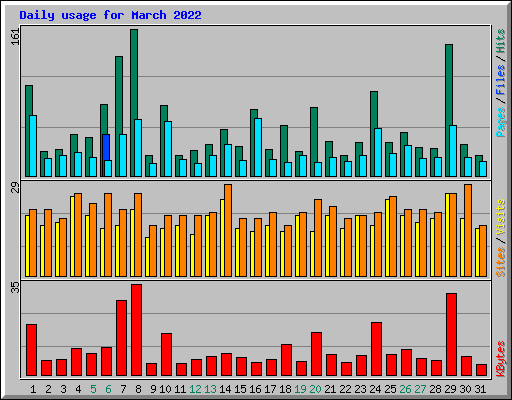 Daily usage for March 2022
161
Pages / Files / Hits
29
Sites / Visits
35
KBytes
1 2 3 4 5 6 7 8 9 10 11 12 13 14 15 16 17 18 19 20 21 22 23 24 25 26 27 28 29 30 31